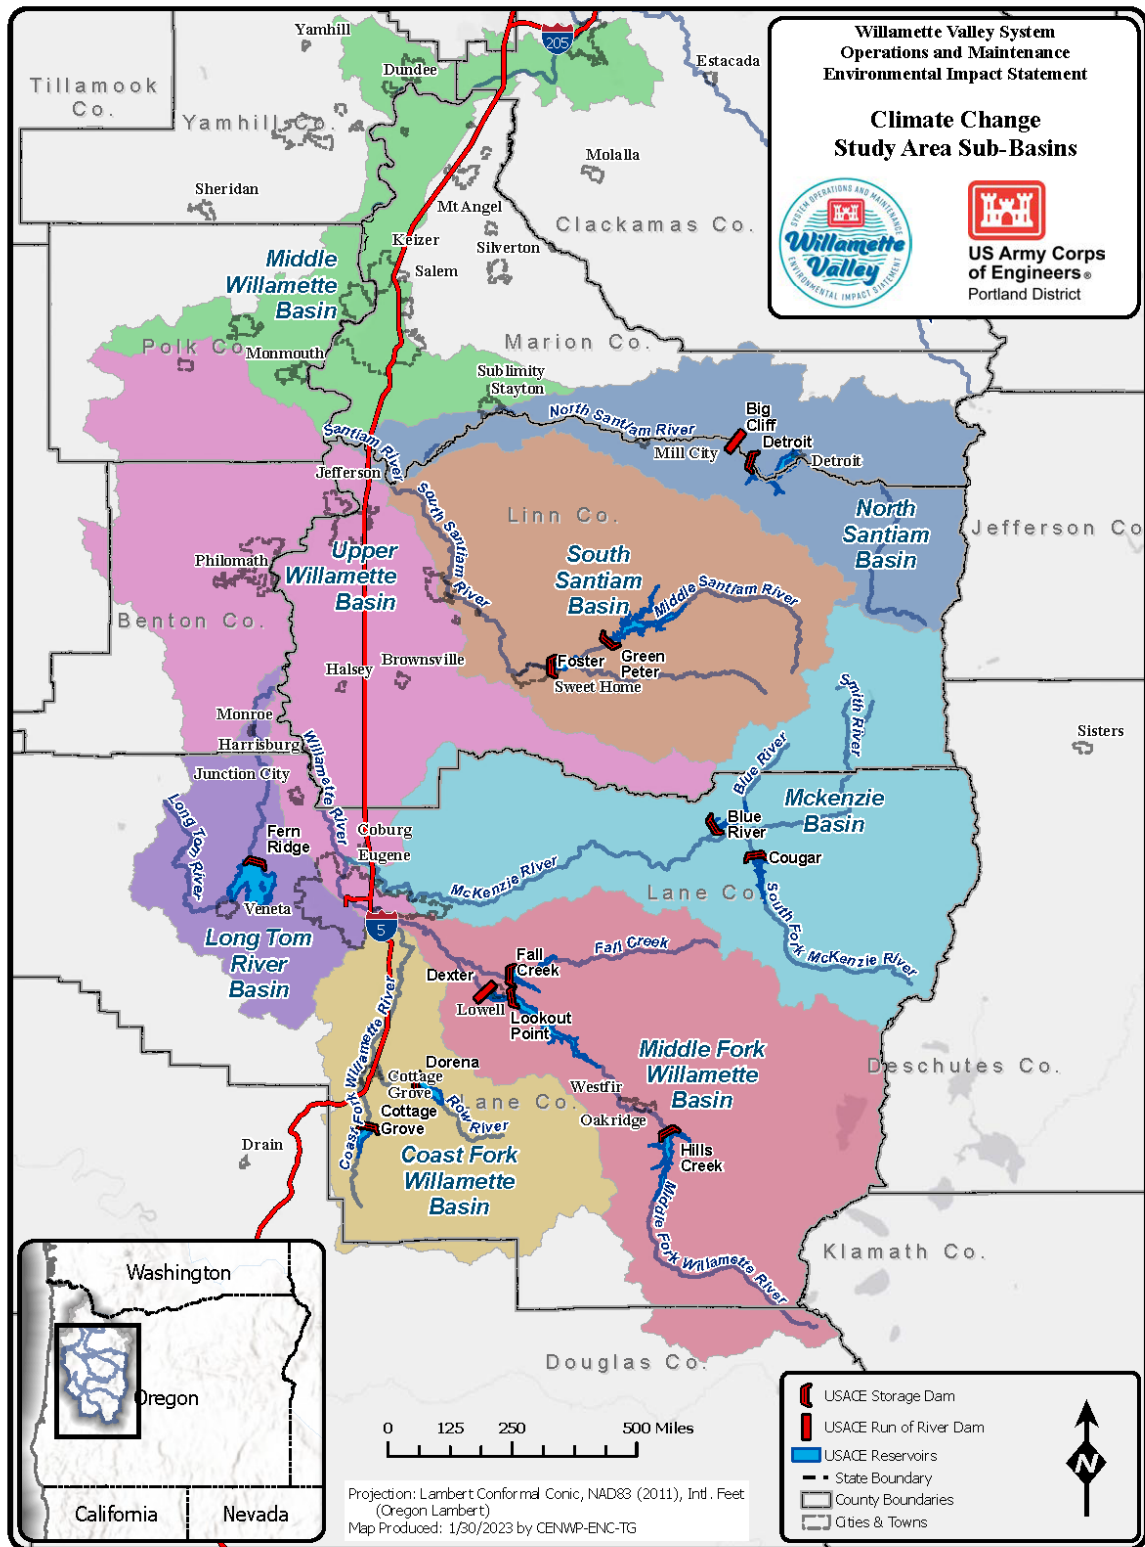 Willamette Valley System
Operations and Maintenance
Environmental Impact Statement
Climate Change
Study Area Sub-Basins
SYSTEM OPERATIONS AND MAINTENANCE
Willamette
Valley
ENVIRONMENTAL IMPACT STATEMENT
US Army Corps
of Engineers®
Portland District
205
Yamhill
Dundee
Estacada
Tillamook
Co.
Yamhill Co.
Molalla
Sheridan
Mt Angel
Clackamas Co.
Keizer
Silverton
Salem
Middle
Willamette
Basin
Marion Co.
Polk Co.
Monmouth
Sublimity
Stayton
Big
Cliff
North Santiam River
Detroit
Mill City
Detroit
Santiam River
Jefferson
South Santiam River
Linn Co.
North
Santiam
Basin
Jefferson Co
Upper
Willamette
Basin
South
Santiam
Basin
Philomath
Middle Santiam River
Benton Co.
Green
Peter
Foster
Sweet Home
Halsey
Brownsville
Smith River
Monroe
Harrisburg
Sisters
Willamette River
Blue River
Junction City
Mckenzie
Basin
Long Tom River
Fern
Ridge
Coburg
Eugene
Blue
River
Cougar
McKenzie River
Lane Co.
South Fork McKenzie River
Veneta
5
Long Tom
River
Basin
Fall Creek
Fall
Creek
Dexter
Lowell
Lookout
Point
Coast Fork Willamette River
Middle Fork
Willamette
Basin
Deschutes Co.
Dorena
Cottage
Grove
Row River
Lane Co.
Westfir
Oakridge
Cottage
Grove
Drain
Hills
Creek
Coast Fork
Willamette
Basin
Middle Fork Willamette River
Klamath Co.
Douglas Co.
Washington
Oregon
California
Nevada
0 125 250 500 Miles
Projection: Lambert Conformal Conic, NAD83 (2011), Intl. Feet
(Oregon Lambert)
Map Produced: 1/30/2023 by CENWP-ENC-TG
USACE Storage Dam
USACE Run of River Dam
USACE Reservoirs
State Boundary
County Boundaries
Cities & Towns
N